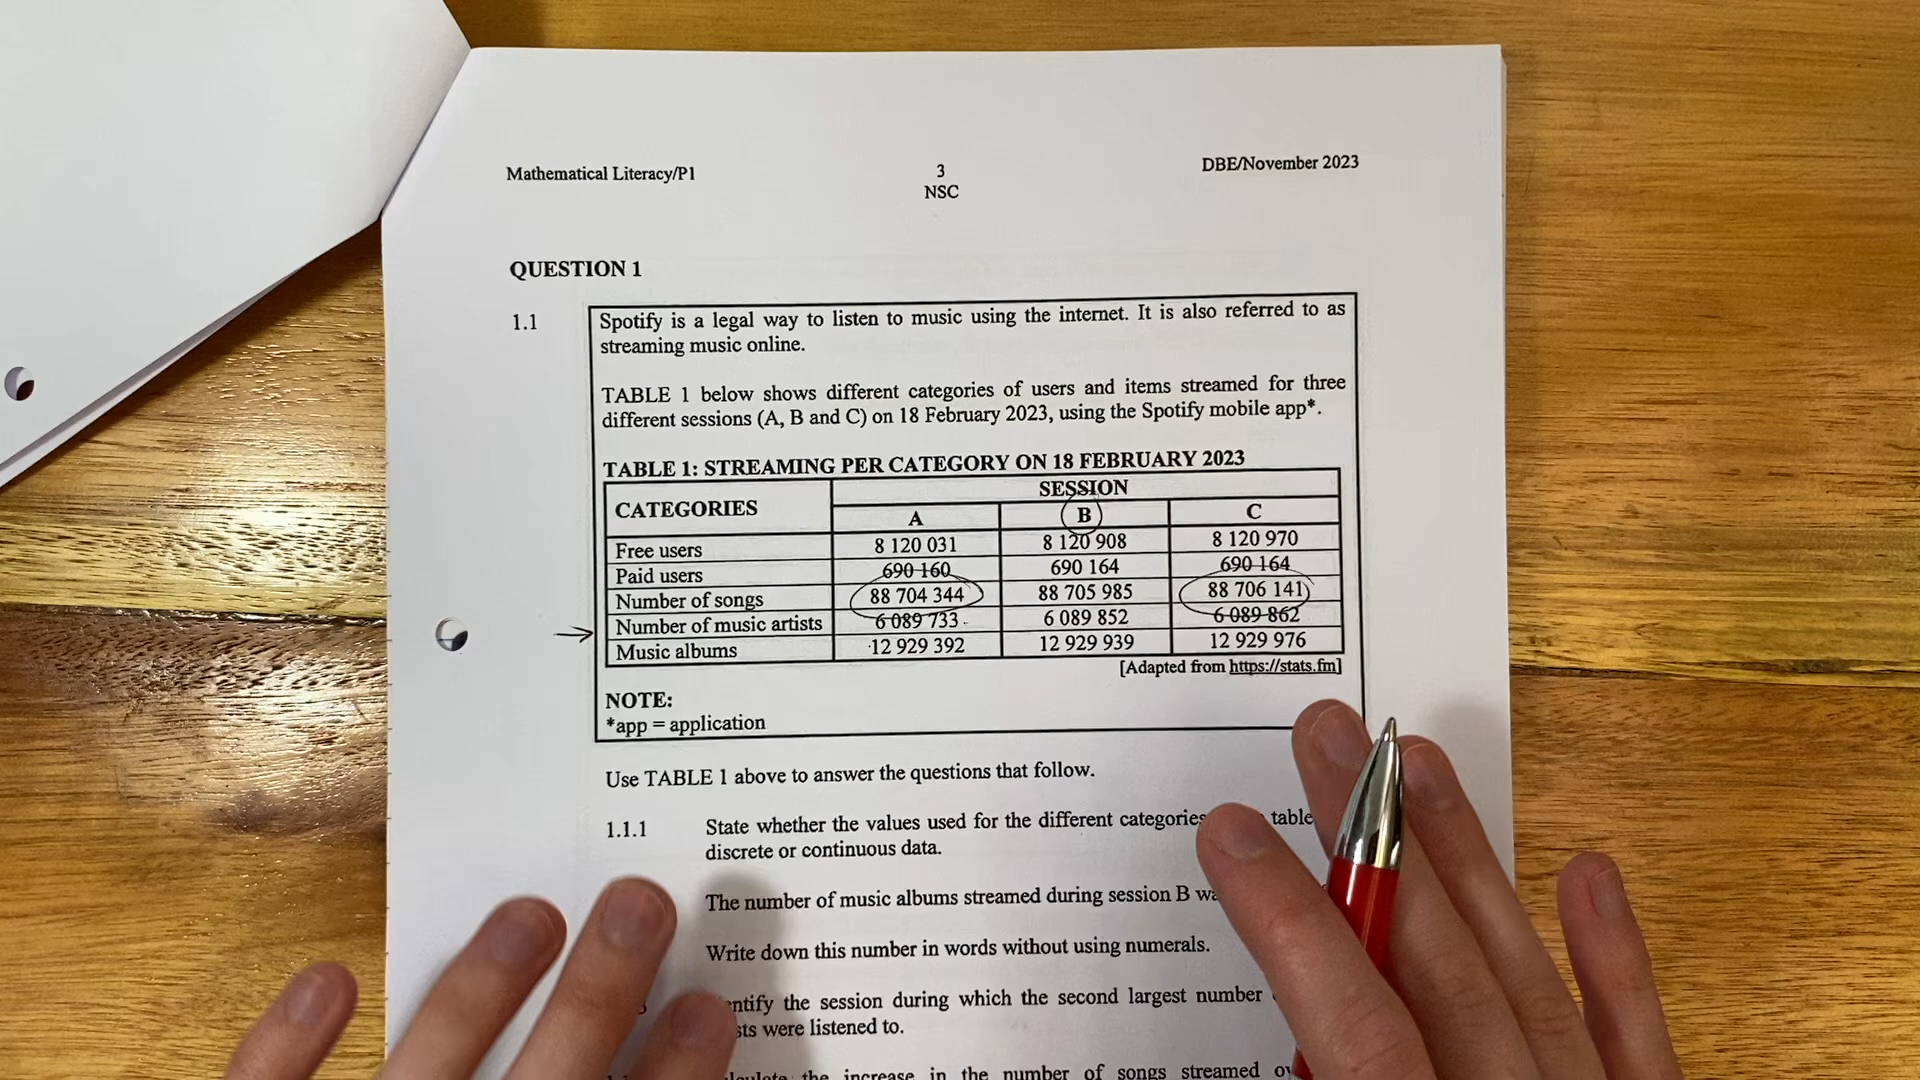 Mathematical Literacy/P1
3
NSC
DBE/November 2023
QUESTION 1
1.1
Spotify is a legal way to listen to music using the internet. It is also referred to as
streaming music online.
TABLE 1 below shows different categories of users and items streamed for three
different sessions (A, B and C) on 18 February 2023, using the Spotify mobile app*.
TABLE 1: STREAMING PER CATEGORY ON 18 FEBRUARY 2023
CATEGORIES SESSION
A B C
Free users 8 120 031 8 120 908 8 120 970
Paid users 690 160 690 164 690 164
Number of songs 88 704 344 88 705 985 88 706 141
Number of music artists 6 089 733 6 089 852 6 089 862
Music albums 12 929 392 12 929 939 12 929 976
[Adapted from https://stats.fm]
NOTE:
*app = application
Use TABLE 1 above to answer the questions that follow.
1.1.1 State whether the values used for the different categories table
discrete or continuous data.
The number of music albums streamed during session B
Write down this number in words without using numerals.
the session during which the second largest number
were listened to.
the increase in the number of songs streamed